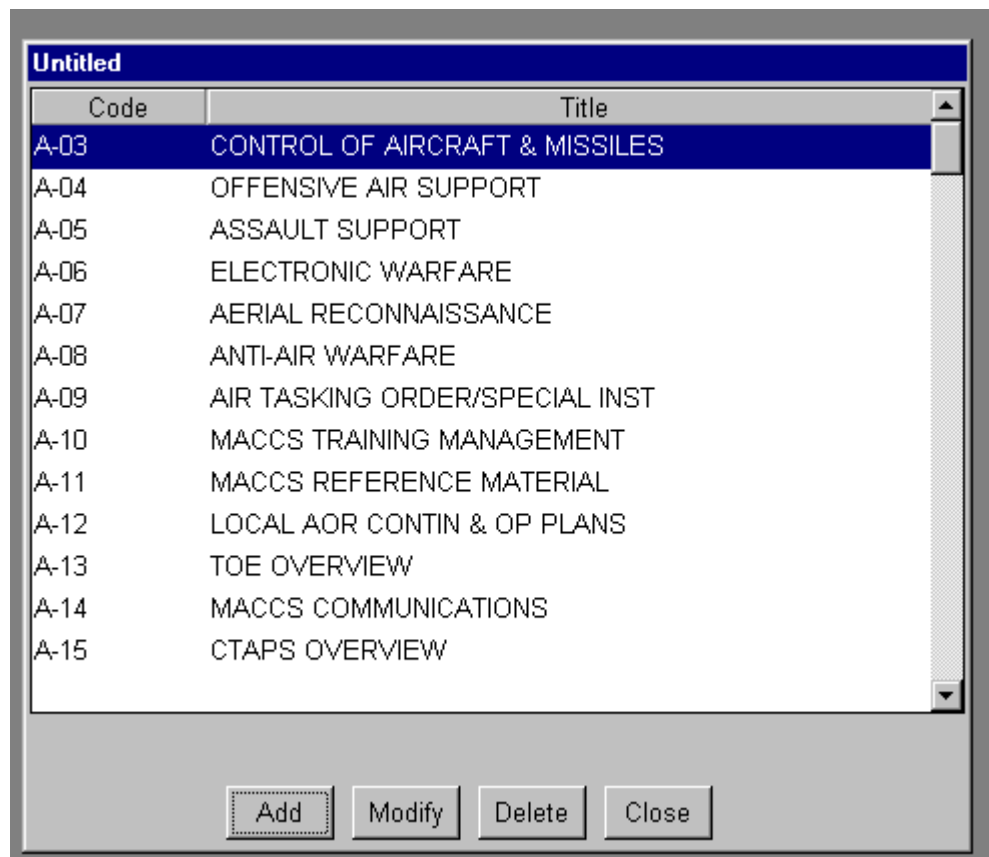 Untitled
Code Title
A-03 CONTROL OF AIRCRAFT & MISSILES
A-04 OFFENSIVE AIR SUPPORT
A-05 ASSAULT SUPPORT
A-06 ELECTRONIC WARFARE
A-07 AERIAL RECONNAISSANCE
A-08 ANTI-AIR WARFARE
A-09 AIR TASKING ORDER/SPECIAL INST
A-10 MACCS TRAINING MANAGEMENT
A-11 MACCS REFERENCE MATERIAL
A-12 LOCAL AOR CONTIN & OP PLANS
A-13 TOE OVERVIEW
A-14 MACCS COMMUNICATIONS
A-15 CTAPS OVERVIEW
Add Modify Delete Close